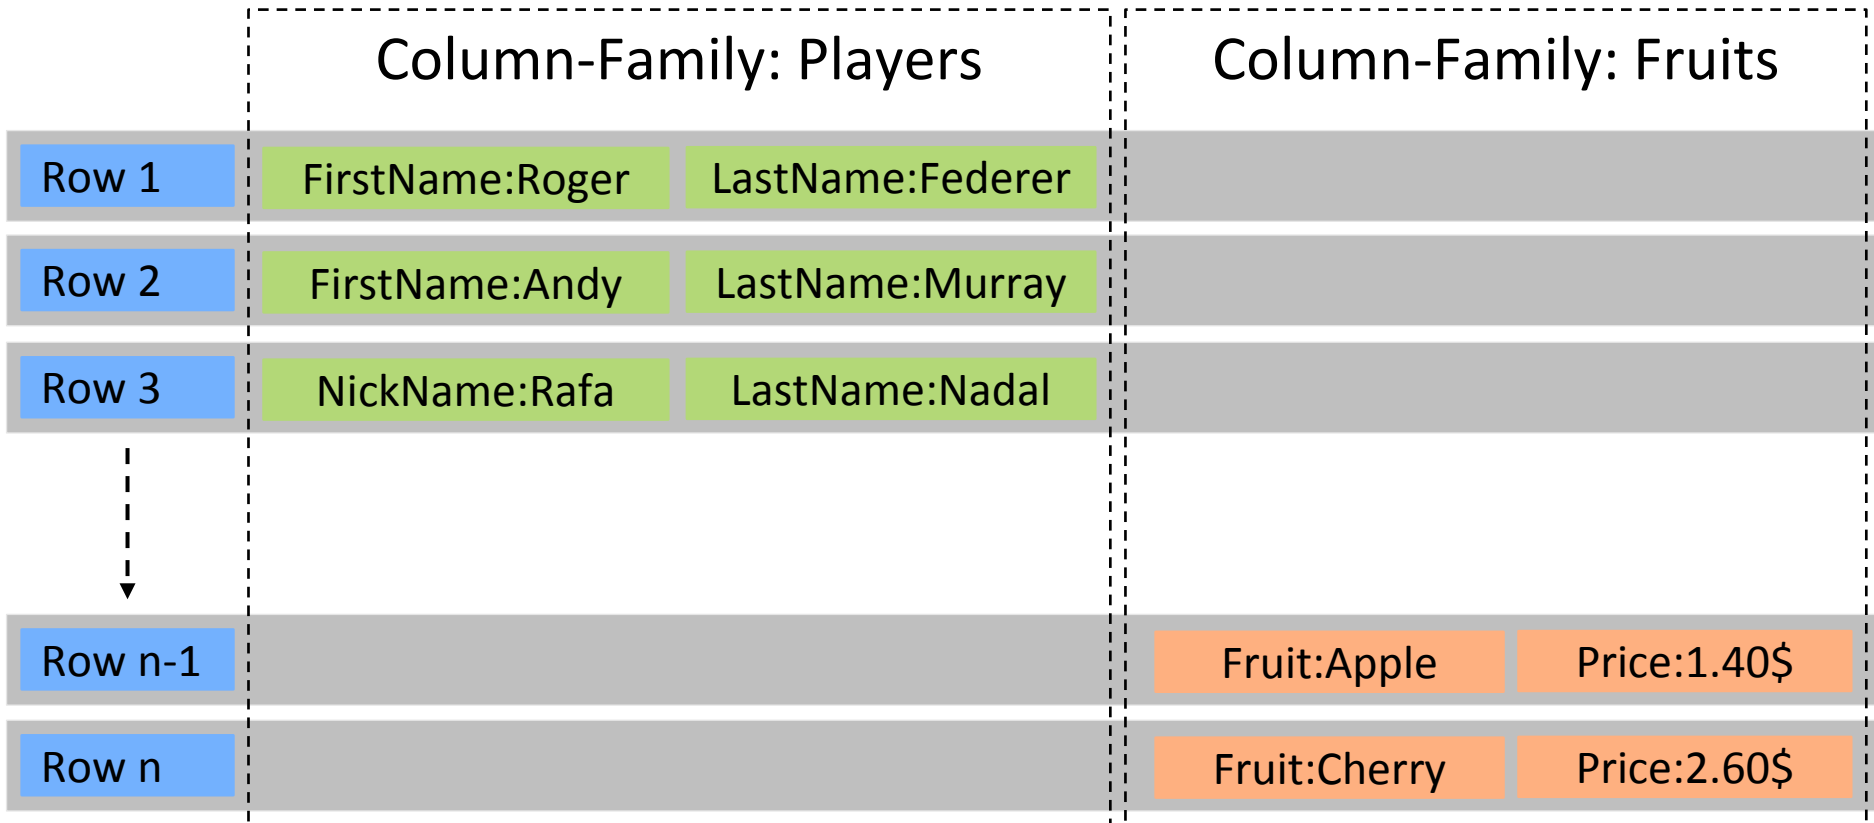 Column-Family: Players Column-Family: Fruits
Row 1 FirstName:Roger LastName:Federer
Row 2 FirstName:Andy LastName:Murray
Row 3 NickName:Rafa LastName:Nadal
Row n-1 Fruit:Apple Price:1.40$
Row n Fruit:Cherry Price:2.60$